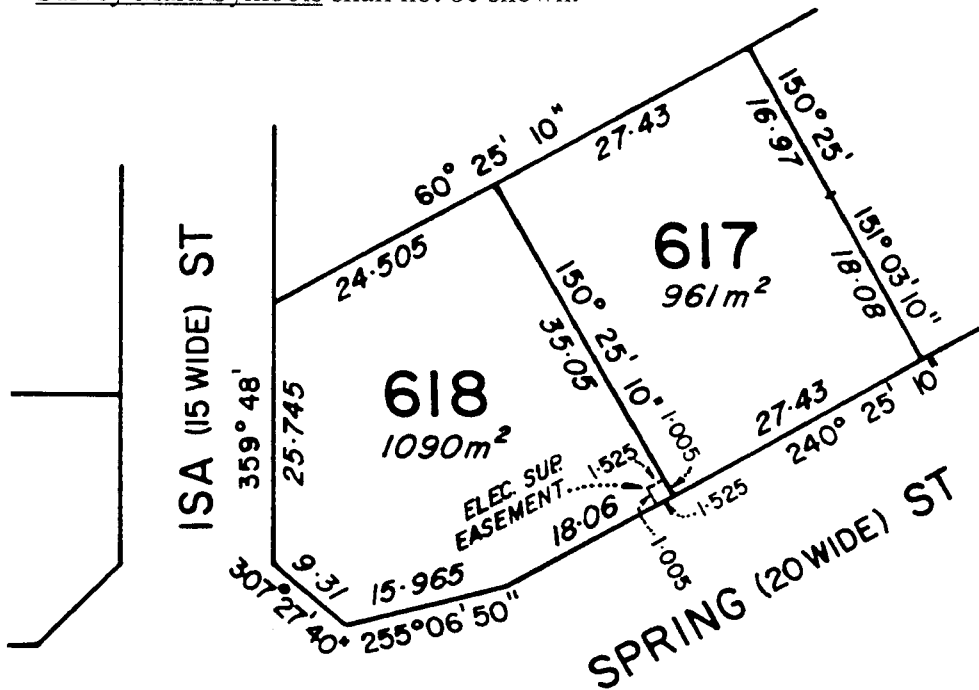 60° 25' 10"
27·43
150° 25'
16·97
151° 03' 10"
18·08
24·505
617
961m²
150° 25' 10"
35·05
ISA (15 WIDE) ST
359° 48'
25·745
618
1090m²
1·005
1·525
ELEC. SUP.
EASEMENT
18·06
27·43
240° 25' 10"
1·525
1·005
9·31
307° 27' 40"
15·965
255° 06' 50"
SPRING (20 WIDE) ST